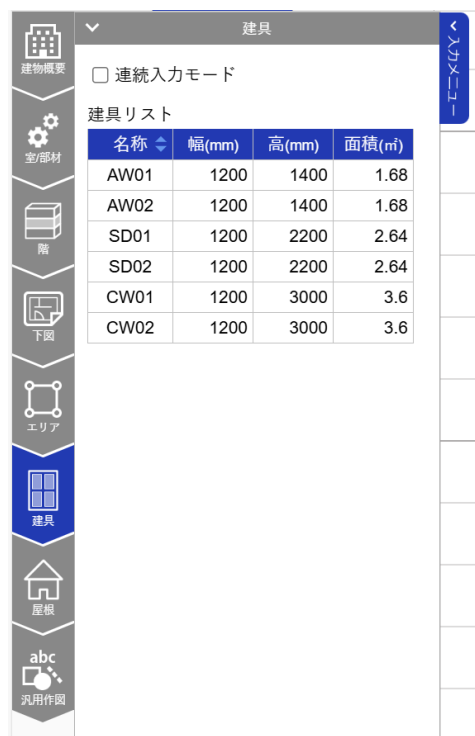 建物概要
室/部材
階
下図
エリア
建具
屋根
abc
汎用作図
建具
連続入力モード
建具リスト
名称 幅(mm) 高(mm) 面積(㎡)
AW01 1200 1400 1.68
AW02 1200 1400 1.68
SD01 1200 2200 2.64
SD02 1200 2200 2.64
CW01 1200 3000 3.6
CW02 1200 3000 3.6
入力メニュー